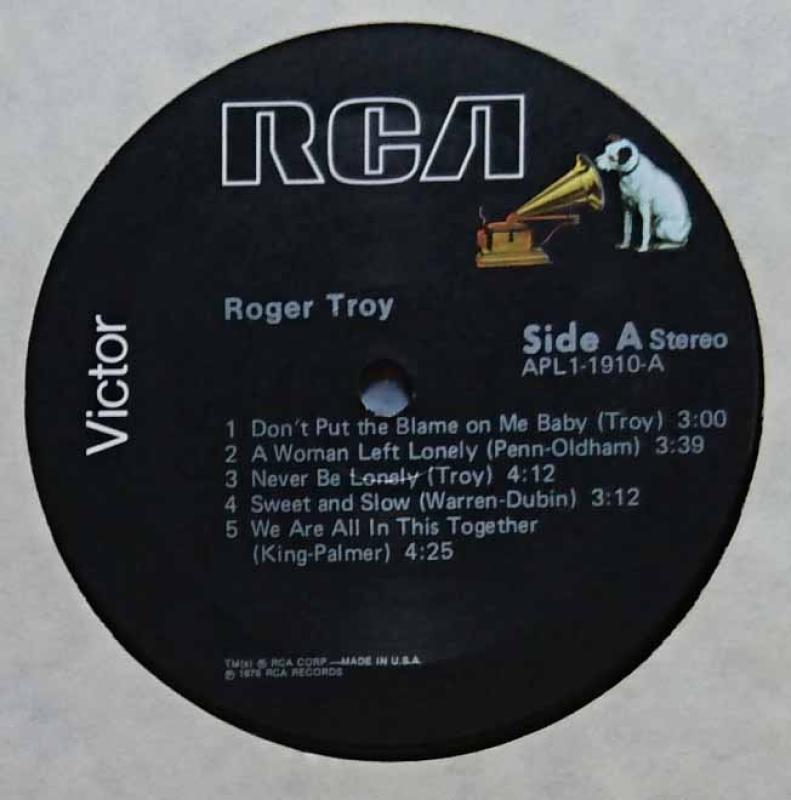 RCA
Victor
Roger Troy
Side A Stereo
APL1-1910-A
1 Don't Put the Blame on Me Baby (Troy) 3:00
2 A Woman Left Lonely (Penn-Oldham) 3:39
3 Never Be Lonely (Troy) 4:12
4 Sweet and Slow (Warren-Dubin) 3:12
5 We Are All In This Together
(King-Palmer) 4:25
TM(s) ® RCA CORP—MADE IN U.S.A.
℗ 1976 RCA RECORDS